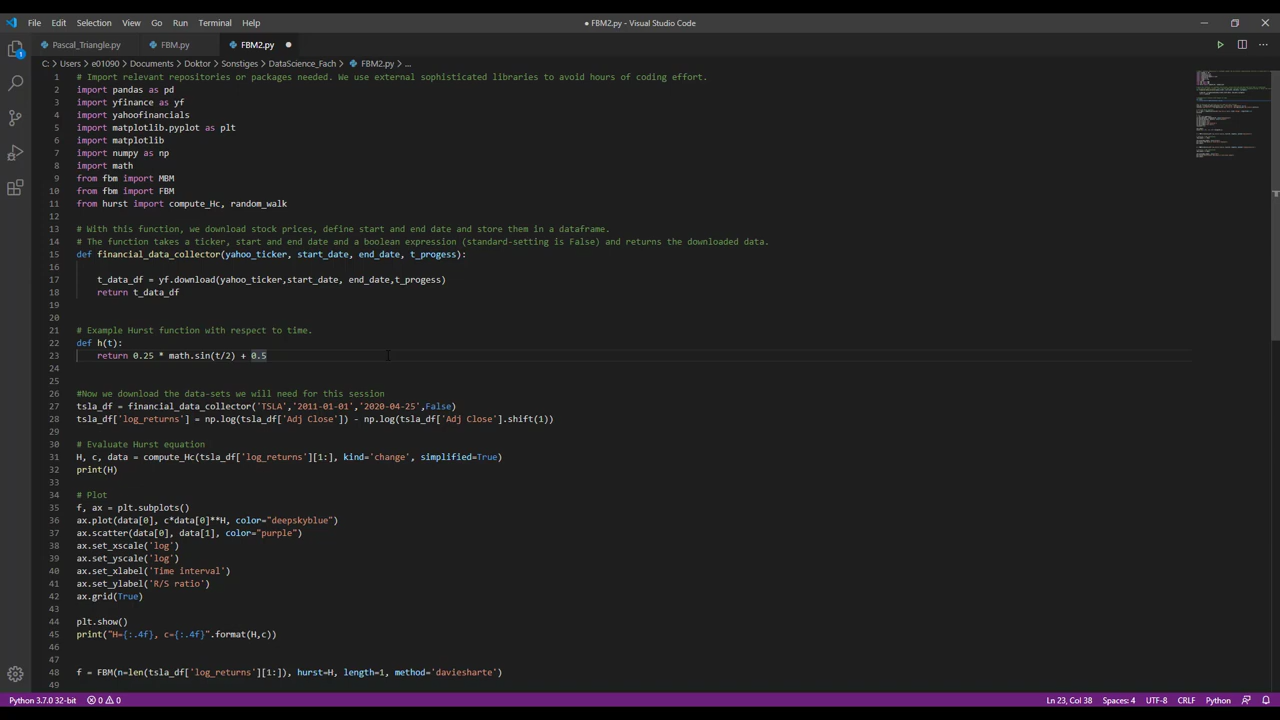 File Edit Selection View Go Run Terminal Help
● FBM2.py - Visual Studio Code
Pascal_Triangle.py FBM.py FBM2.py
C: > Users > e01090 > Documents > Doktor > Sonstiges > DataScience_Fach > FBM2.py > ...
1 # Import relevant repositories or packages needed. We use external sophisticated libraries to avoid hours of coding effort.
2 import pandas as pd
3 import yfinance as yf
4 import yahoofinancials
5 import matplotlib.pyplot as plt
6 import matplotlib
7 import numpy as np
8 import math
9 from fbm import MBM
10 from fbm import FBM
11 from hurst import compute_Hc, random_walk
12
13 # With this function, we download stock prices, define start and end date and store them in a dataframe.
14 # The function takes a ticker, start and end date and a boolean expression (standard-setting is False) and returns the downloaded data.
15 def financial_data_collector(yahoo_ticker, start_date, end_date, t_progess):
16
17     t_data_df = yf.download(yahoo_ticker,start_date, end_date,t_progess)
18     return t_data_df
19
20
21 # Example Hurst function with respect to time.
22 def h(t):
23     return 0.25 * math.sin(t/2) + 0.5
24
25
26 #Now we download the data-sets we will need for this session
27 tsla_df = financial_data_collector('TSLA','2011-01-01','2020-04-25',False)
28 tsla_df['log_returns'] = np.log(tsla_df['Adj Close']) - np.log(tsla_df['Adj Close'].shift(1))
29
30 # Evaluate Hurst equation
31 H, c, data = compute_Hc(tsla_df['log_returns'][1:], kind='change', simplified=True)
32 print(H)
33
34 # Plot
35 f, ax = plt.subplots()
36 ax.plot(data[0], c*data[0]**H, color="deepskyblue")
37 ax.scatter(data[0], data[1], color="purple")
38 ax.set_xscale('log')
39 ax.set_yscale('log')
40 ax.set_xlabel('Time interval')
41 ax.set_ylabel('R/S ratio')
42 ax.grid(True)
43
44 plt.show()
45 print("H={:.4f}, c={:.4f}".format(H,c))
46
47
48 f = FBM(n=len(tsla_df['log_returns'][1:]), hurst=H, length=1, method='daviesharte')
49
1
Python 3.7.0 32-bit 0 0 Ln 23, Col 38 Spaces: 4 UTF-8 CRLF Python